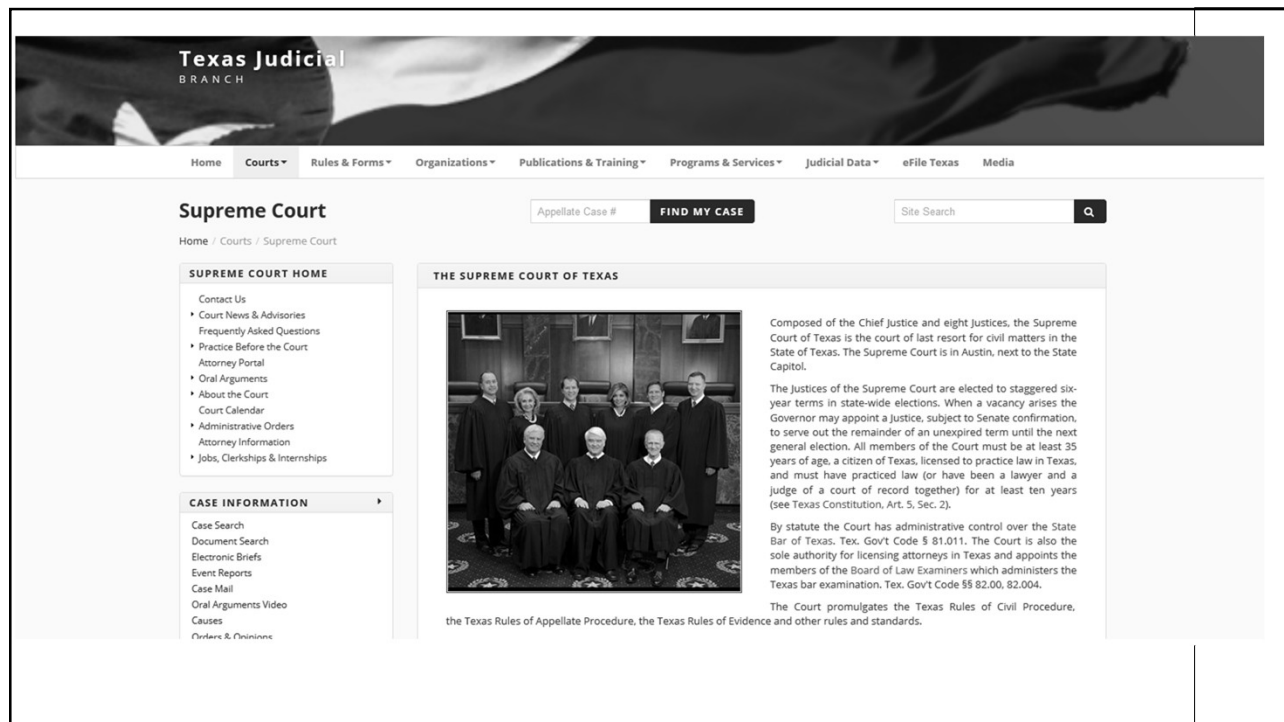 Texas Judicial
BRANCH
Home Courts Rules & Forms Organizations Publications & Training Programs & Services Judicial Data eFile Texas Media
Supreme Court
Appellate Case # FIND MY CASE
Site Search
Home / Courts / Supreme Court
SUPREME COURT HOME
Contact Us
Court News & Advisories
Frequently Asked Questions
Practice Before the Court
Attorney Portal
Oral Arguments
About the Court
Court Calendar
Administrative Orders
Attorney Information
Jobs, Clerkships & Internships
CASE INFORMATION
Case Search
Document Search
Electronic Briefs
Event Reports
Case Mail
Oral Arguments Video
Causes
Orders & Opinions
THE SUPREME COURT OF TEXAS
Composed of the Chief Justice and eight Justices, the Supreme
Court of Texas is the court of last resort for civil matters in the
State of Texas. The Supreme Court is in Austin, next to the State
Capitol.
The Justices of the Supreme Court are elected to staggered six-
year terms in state-wide elections. When a vacancy arises the
Governor may appoint a Justice, subject to Senate confirmation,
to serve out the remainder of an unexpired term until the next
general election. All members of the Court must be at least 35
years of age, a citizen of Texas, licensed to practice law in Texas,
and must have practiced law (or have been a lawyer and a
judge of a court of record together) for at least ten years
(see Texas Constitution, Art. 5, Sec. 2).
By statute the Court has administrative control over the State
Bar of Texas. Tex. Gov't Code § 81.011. The Court is also the
sole authority for licensing attorneys in Texas and appoints the
members of the Board of Law Examiners which administers the
Texas bar examination. Tex. Gov't Code §§ 82.00, 82.004.
The Court promulgates the Texas Rules of Civil Procedure,
the Texas Rules of Appellate Procedure, the Texas Rules of Evidence and other rules and standards.